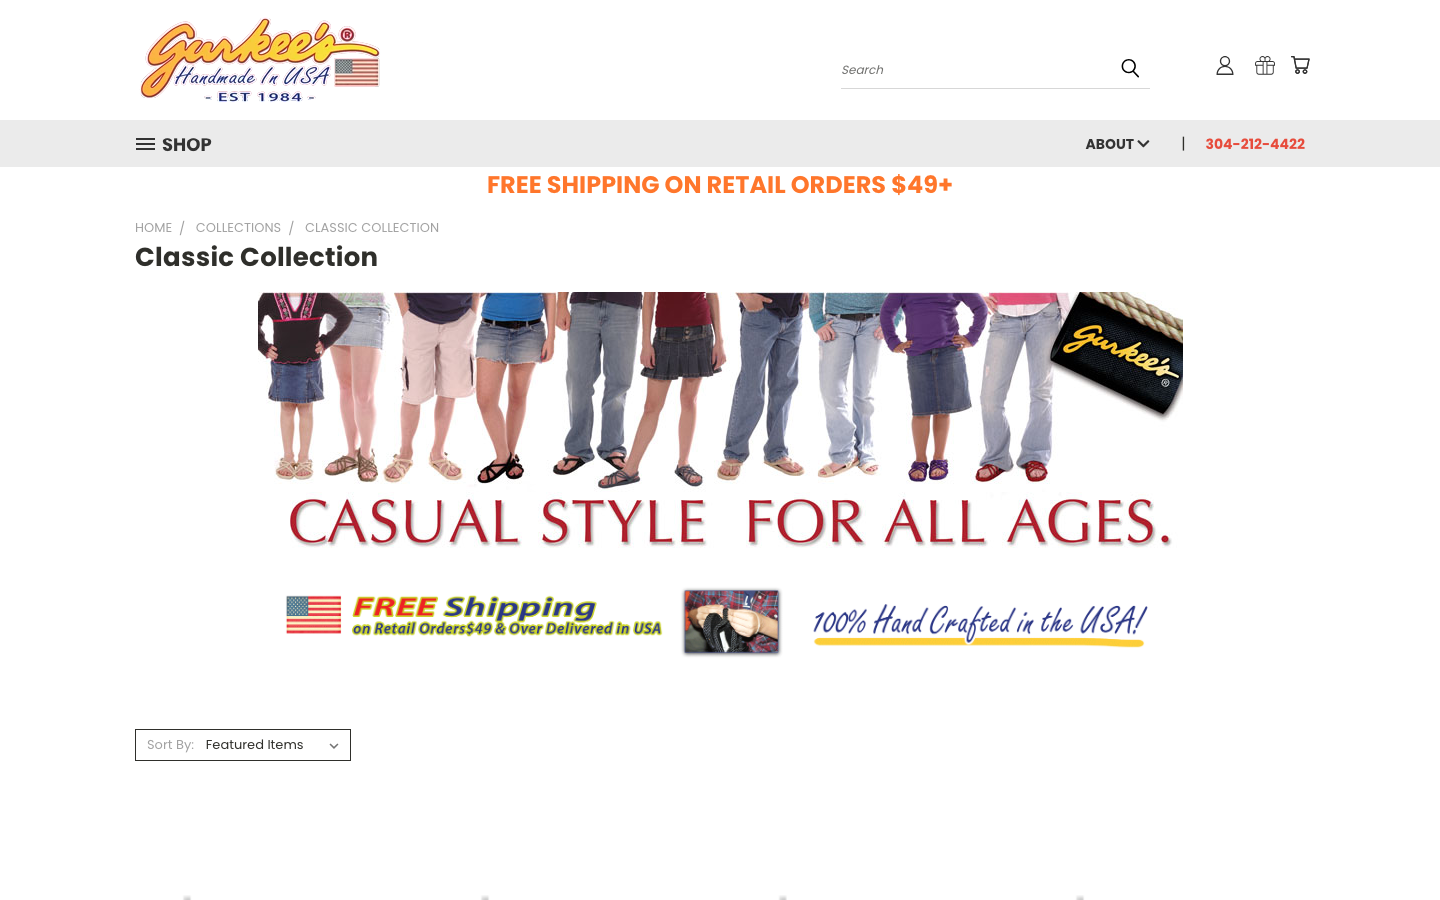 Gurkee's®
Handmade In USA
- EST 1984 -
Search
SHOP
ABOUT
|
304-212-4422
FREE SHIPPING ON RETAIL ORDERS $49+
HOME / COLLECTIONS / CLASSIC COLLECTION
Classic Collection
Gurkee's
®
CASUAL STYLE FOR ALL AGES.
FREE Shipping
on Retail Orders$49 & Over Delivered in USA
100% Hand Crafted in the USA!
Sort By: Featured Items